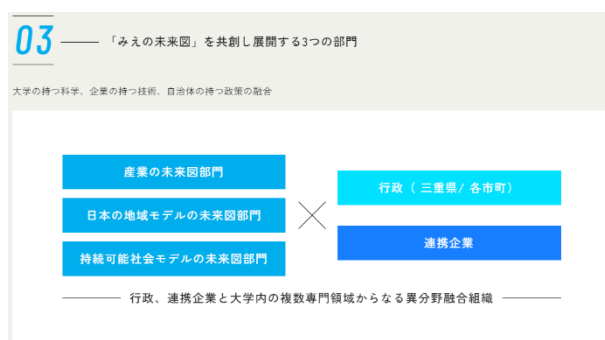 03 「みえの未来図」を共創し展開する3つの部門
大学の持つ科学、企業の持つ技術、自治体の持つ政策の融合
産業の未来図部門
日本の地域モデルの未来図部門
持続可能社会モデルの未来図部門
行政（三重県/ 各市町）
連携企業
行政、連携企業と大学内の複数専門領域からなる異分野融合組織